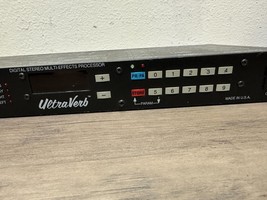 DIGITAL STEREO MULTI-EFFECTS PROCESSOR
+
0 1 2 3 4
UltraVerb
−
5 6 7 8 9
MADE IN U.S.A.